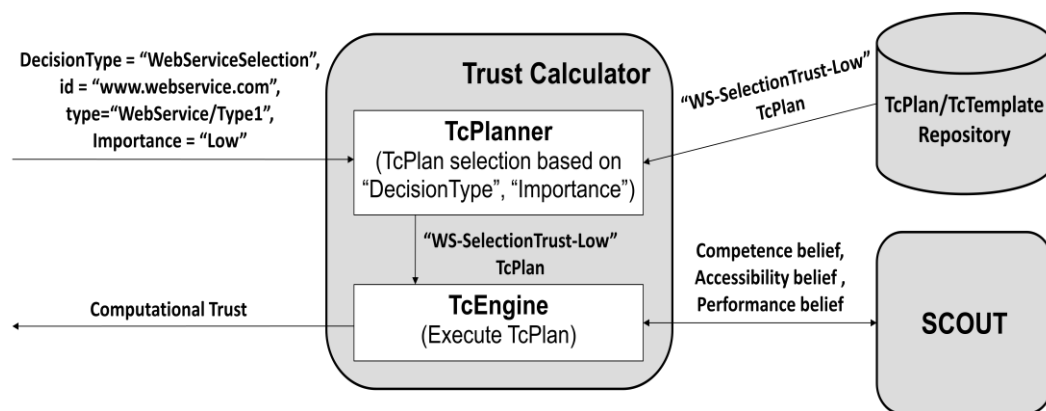 DecisionType = “WebServiceSelection”,
id = “www.webservice.com”,
type=“WebService/Type1”,
Importance = “Low”
Trust Calculator
TcPlanner
(TcPlan selection based on
“DecisionType”, “Importance”)
“WS-SelectionTrust-Low”
TcPlan
TcPlan/TcTemplate
Repository
“WS-SelectionTrust-Low”
TcPlan
Computational Trust
TcEngine
(Execute TcPlan)
Competence belief,
Accessibility belief ,
Performance belief
SCOUT